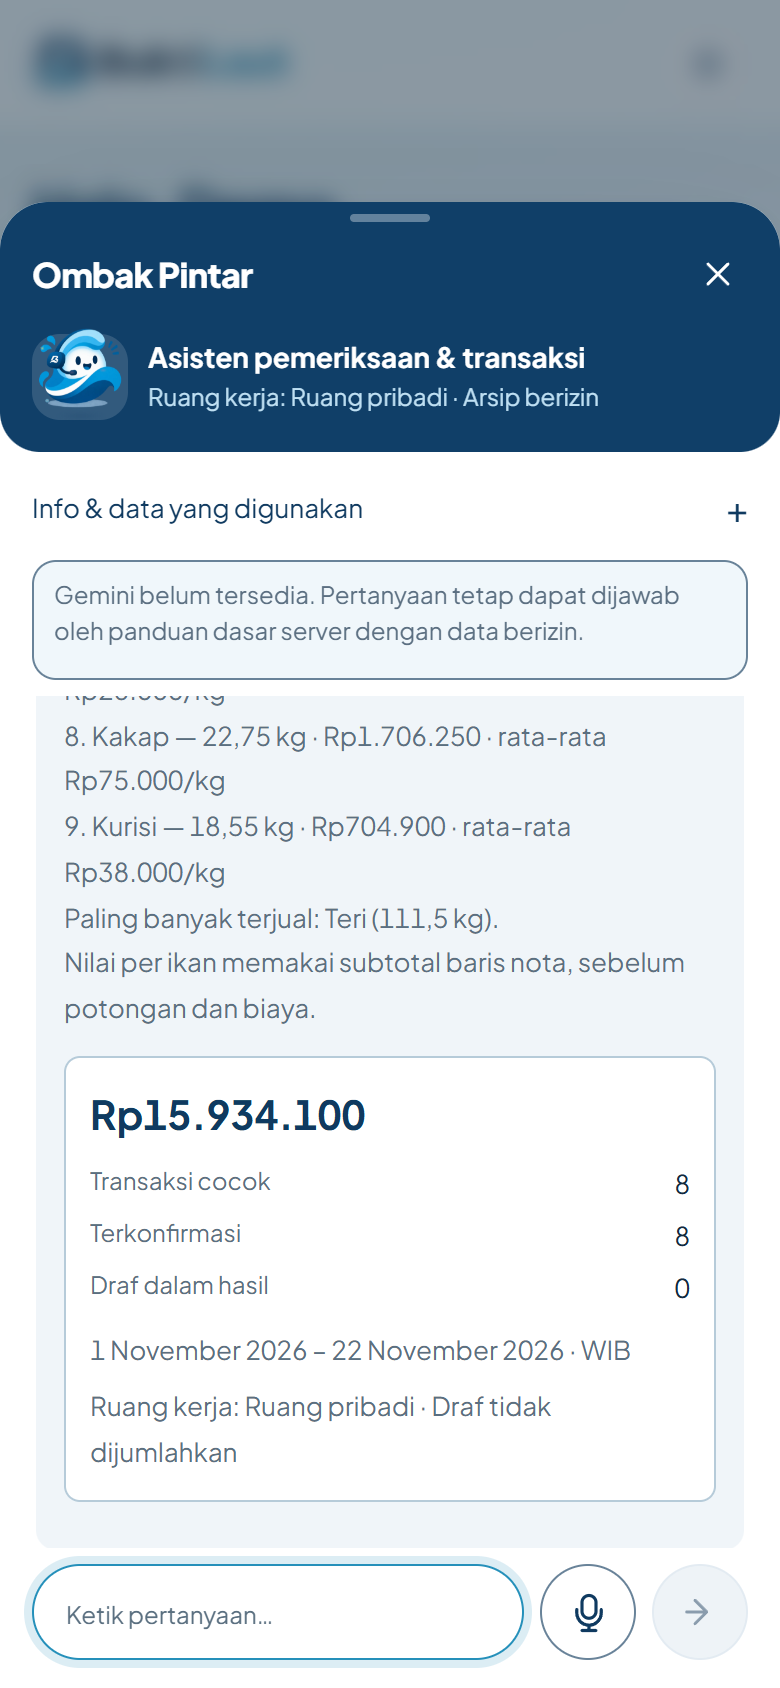 Ombak Pintar
Asisten pemeriksaan & transaksi
Ruang kerja: Ruang pribadi · Arsip berizin
Info & data yang digunakan
+
Gemini belum tersedia. Pertanyaan tetap dapat dijawab
oleh panduan dasar server dengan data berizin.
8. Kakap — 22,75 kg · Rp1.706.250 · rata-rata
Rp75.000/kg
9. Kurisi — 18,55 kg · Rp704.900 · rata-rata
Rp38.000/kg
Paling banyak terjual: Teri (111,5 kg).
Nilai per ikan memakai subtotal baris nota, sebelum
potongan dan biaya.
Rp15.934.100
Transaksi cocok 8
Terkonfirmasi 8
Draf dalam hasil 0
1 November 2026 – 22 November 2026 · WIB
Ruang kerja: Ruang pribadi · Draf tidak
dijumlahkan
Ketik pertanyaan...